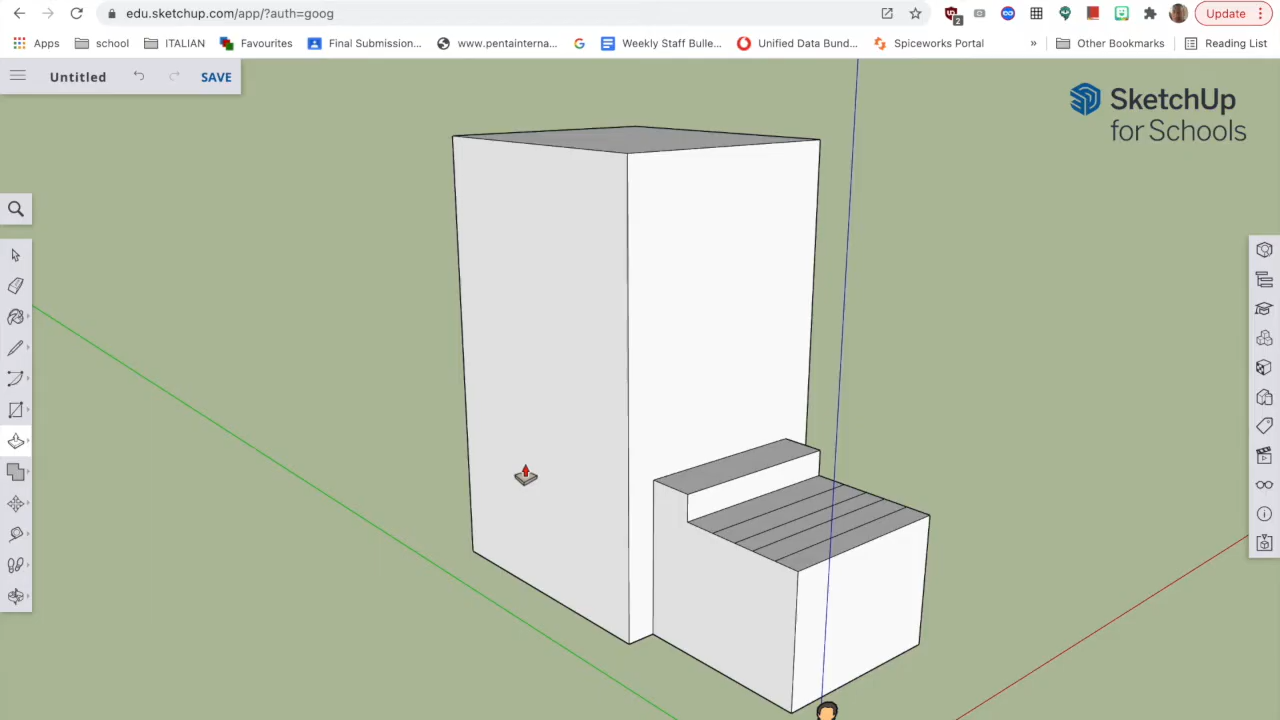 edu.sketchup.com/app/?auth=goog
2
Update
Apps
school
ITALIAN
Favourites
Final Submission...
www.pentainterna...
Weekly Staff Bulle...
Unified Data Bund...
Spiceworks Portal
»
Other Bookmarks
Reading List
Untitled
SAVE
SketchUp
for Schools